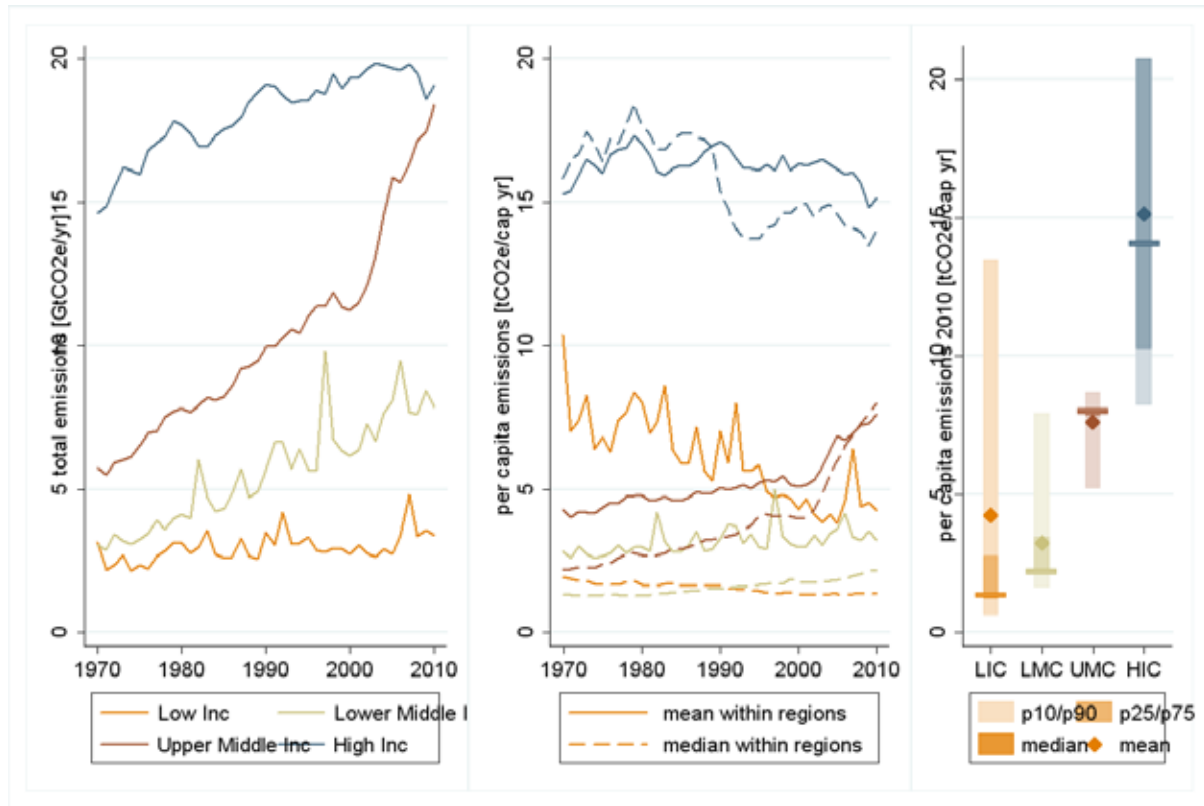 total emissions [GtCO2e/yr]
20
15
10
5
0
1970 1980 1990 2000 2010
Low Inc Lower Middle I
Upper Middle Inc High Inc
per capita emissions [tCO2e/cap yr]
20
15
10
5
0
1970 1980 1990 2000 2010
mean within regions
median within regions
per capita emissions 2010 [tCO2e/cap yr]
20
15
10
5
0
LIC LMC UMC HIC
p10/p90 p25/p75
median mean